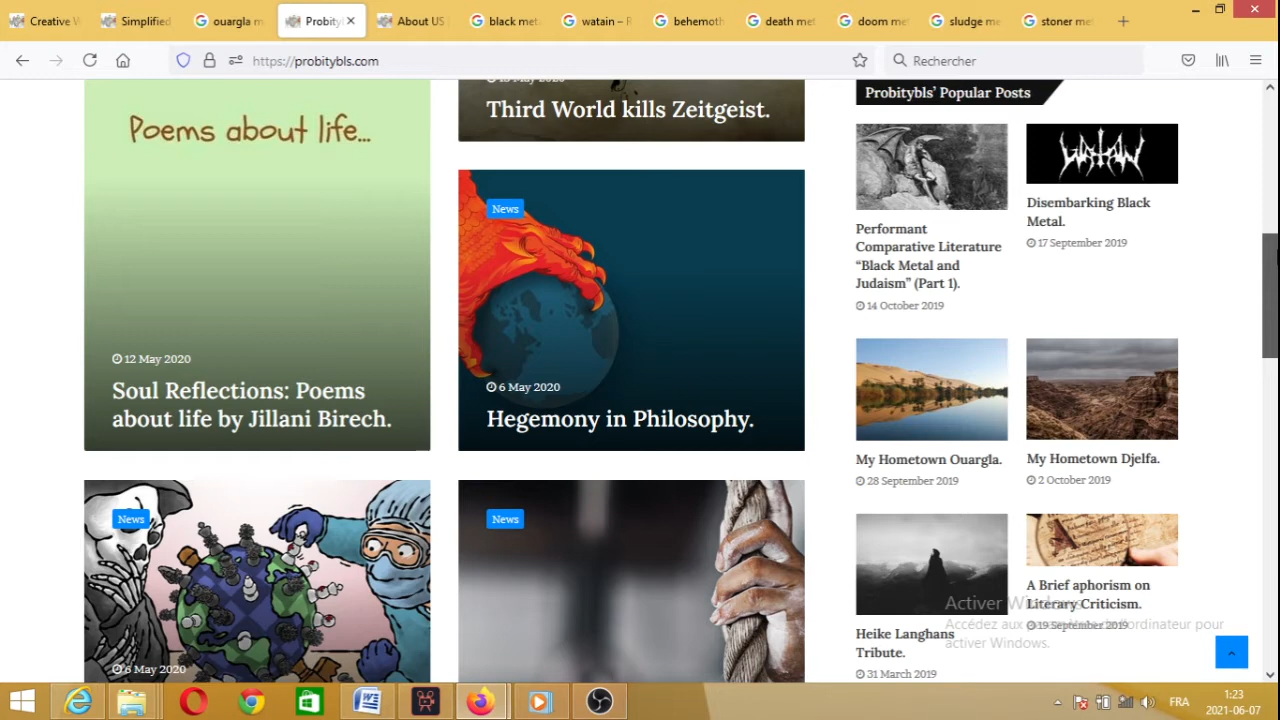 Creative W
Simplified
ouargla m
Probitybl
About US
black met
watain – R
behemoth
death met
doom me
sludge me
stoner met
https://probitybls.com
Rechercher
Poems about life...
12 May 2020
Soul Reflections: Poems
about life by Jillani Birech.
Third World kills Zeitgeist.
News
6 May 2020
Hegemony in Philosophy.
News
6 May 2020
News
Probitybls’ Popular Posts
Performant
Comparative Literature
“Black Metal and
Judaism” (Part 1).
14 October 2019
WATAIN
Disembarking Black
Metal.
17 September 2019
My Hometown Ouargla.
28 September 2019
My Hometown Djelfa.
2 October 2019
Heike Langhans
Tribute.
31 March 2019
A Brief aphorism on
Literary Criticism.
19 September 2019
Activer Windows
Accédez aux paramètres de l'ordinateur pour
activer Windows.
FRA
1:23
2021-06-07